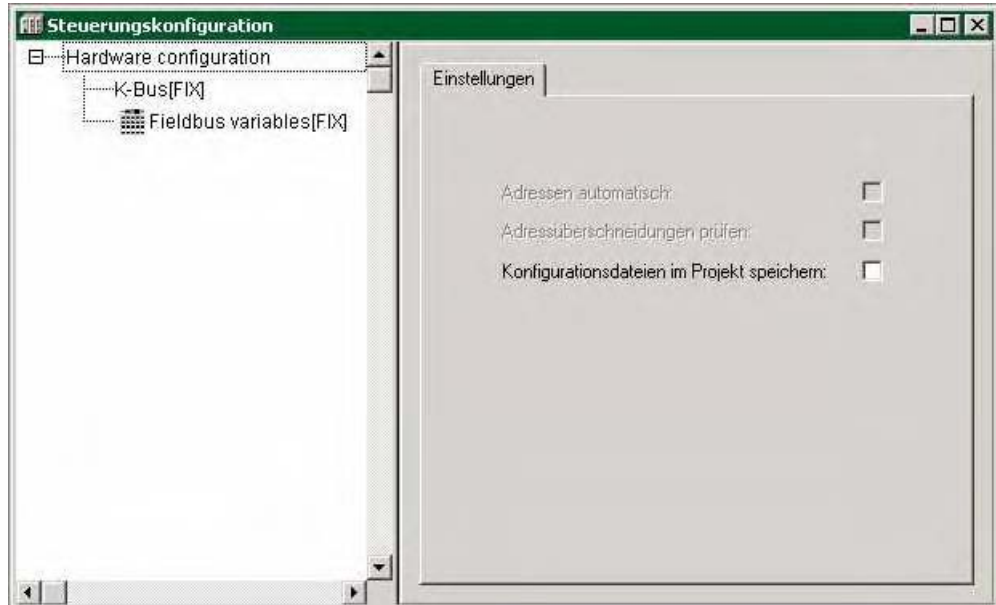 Steuerungskonfiguration
Hardware configuration
K-Bus[FIX]
Fieldbus variables[FIX]
Einstellungen
Adressen automatisch:
Adressüberschneidungen prüfen:
Konfigurationsdateien im Projekt speichern: